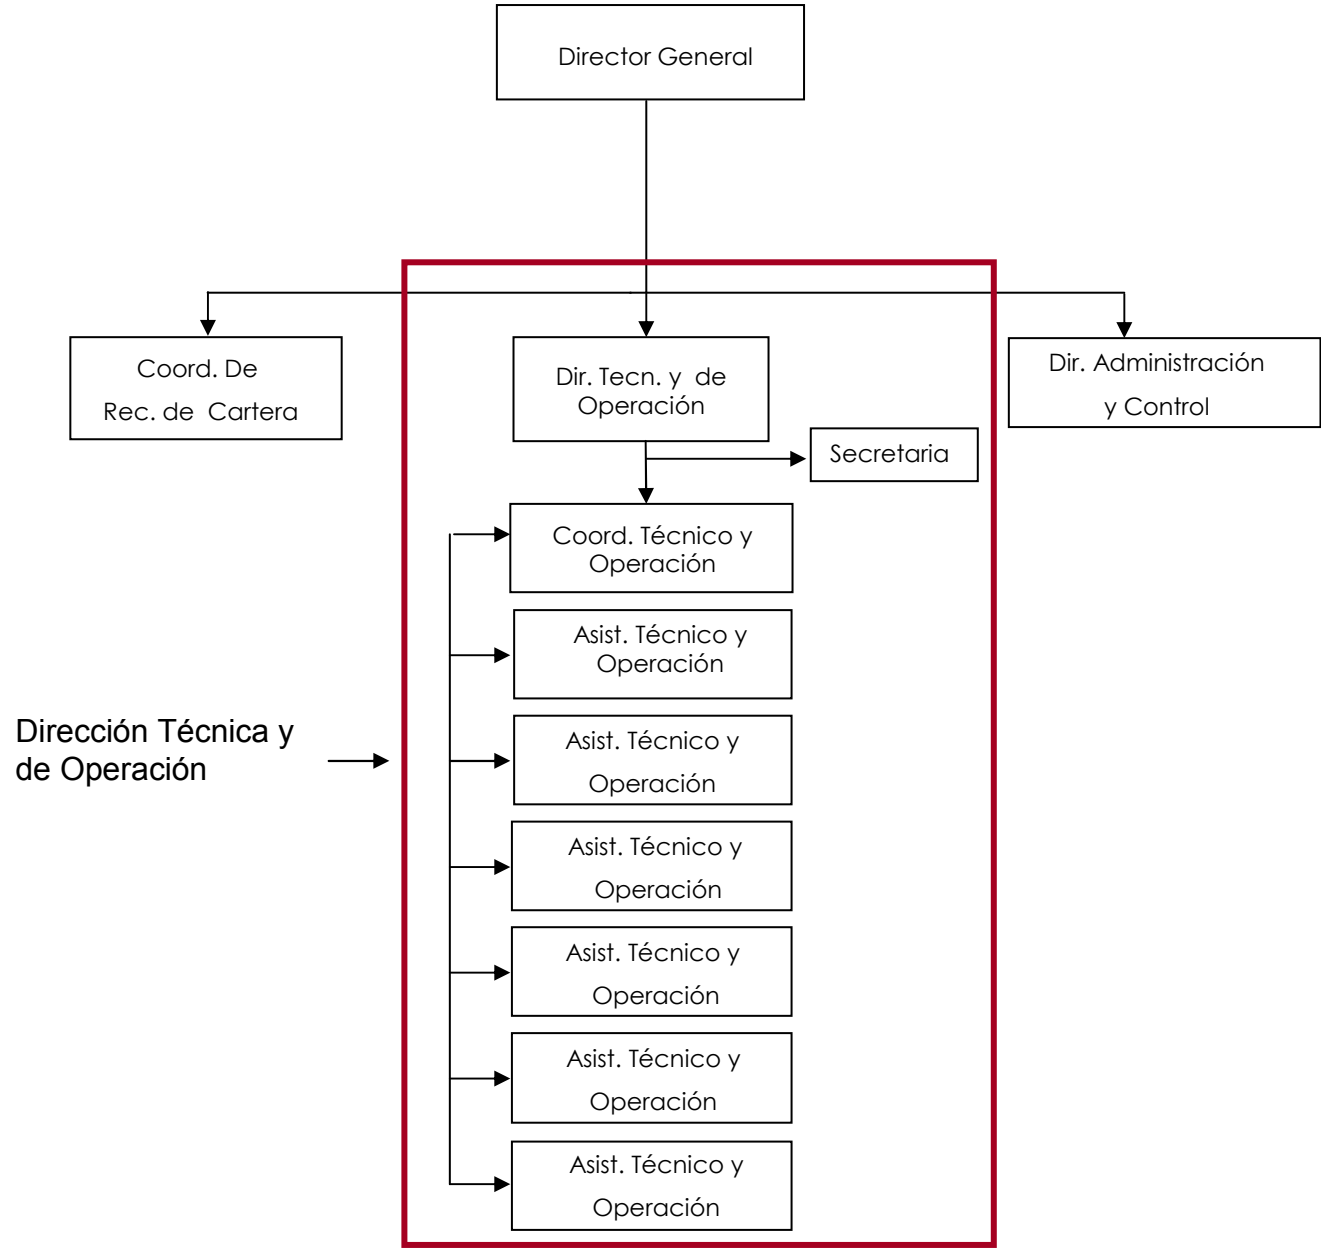 Director General
Coord. De
Rec. de Cartera
Dir. Tecn. y de
Operación
Dir. Administración
y Control
Secretaria
Coord. Técnico y
Operación
Asist. Técnico y
Operación
Dirección Técnica y
de Operación
Asist. Técnico y
Operación
Asist. Técnico y
Operación
Asist. Técnico y
Operación
Asist. Técnico y
Operación
Asist. Técnico y
Operación